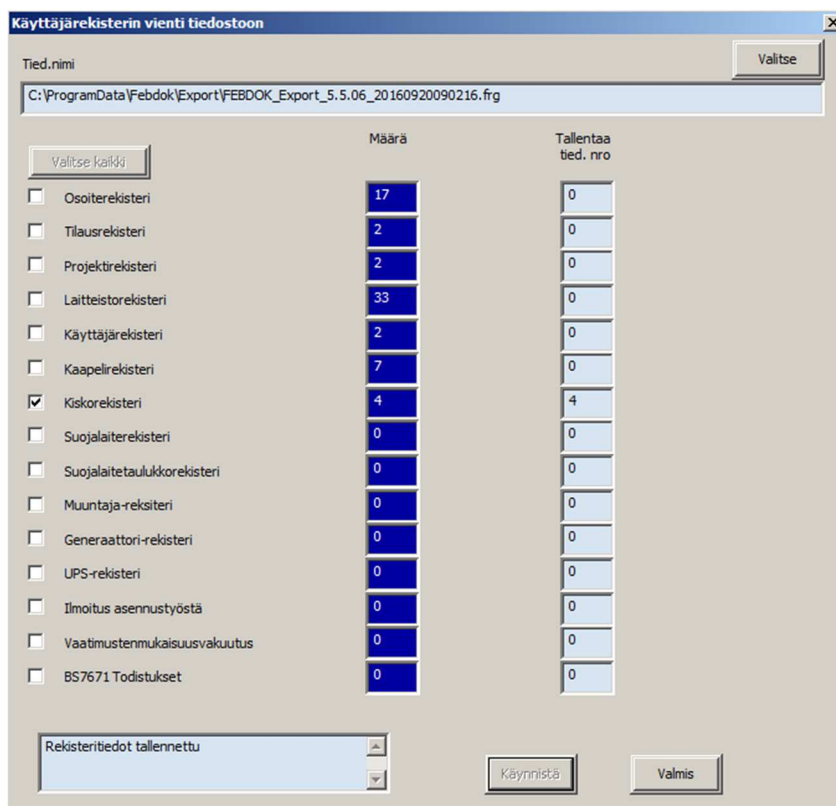 Käyttäjärekisterin vienti tiedostoon
Valitse
Tied.nimi
C:\ProgramData\Febdok\Export\FEBDOK_Export_5.5.06_20160920090216.frg
Määrä
Tallentaa
tied. nro
Valitse kaikki
Osoiterekisteri 17 0
Tilausrekisteri 2 0
Projektirekisteri 2 0
Laitteistorekisteri 33 0
Käyttäjärekisteri 2 0
Kaapelirekisteri 7 0
Kiskorekisteri 4 4
Suojalaiterekisteri 0 0
Suojalaitetaulukkorekisteri 0 0
Muuntaja-reksiteri 0 0
Generaattori-rekisteri 0 0
UPS-rekisteri 0 0
Ilmoitus asennustyöstä 0 0
Vaatimustenmukaisuusvakuutus 0 0
BS7671 Todistukset 0 0
Rekisteritiedot tallennettu
Käynnistä
Valmis